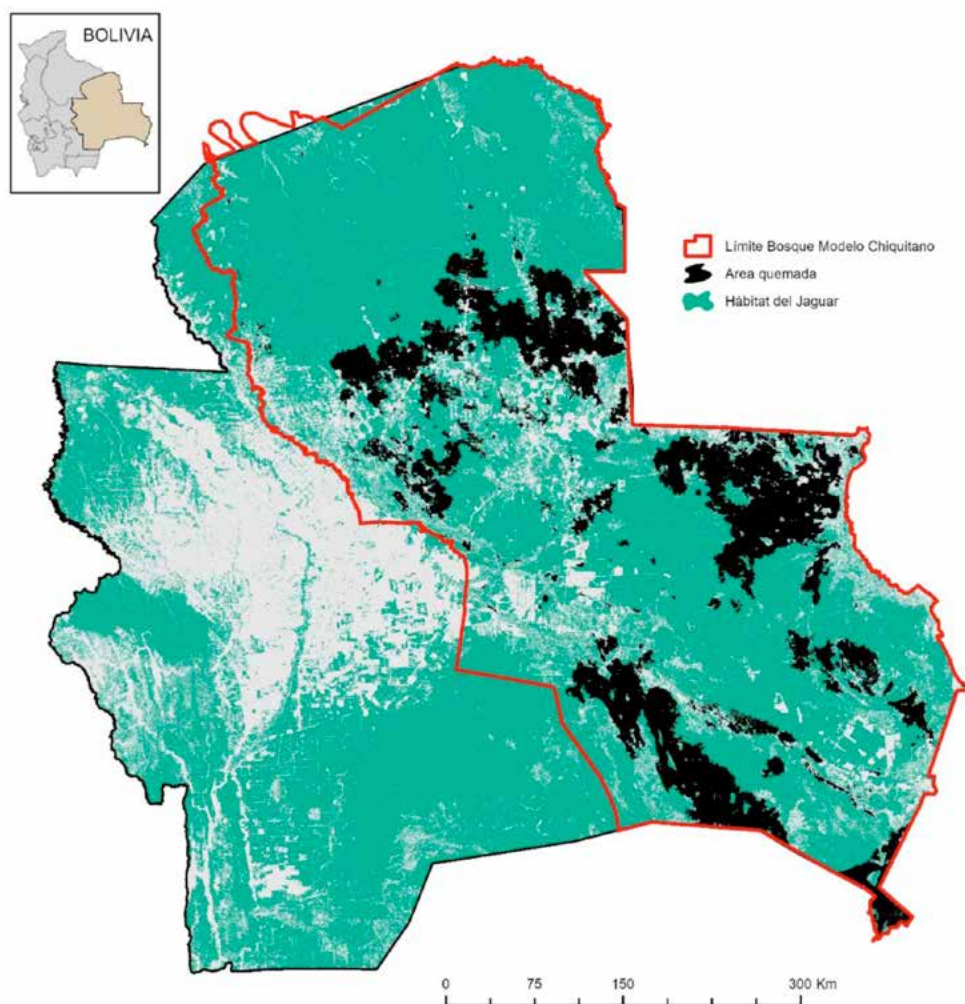 BOLIVIA
Límite Bosque Modelo Chiquitano
Area quemada
Hábitat del Jaguar
0 75 150 300 Km